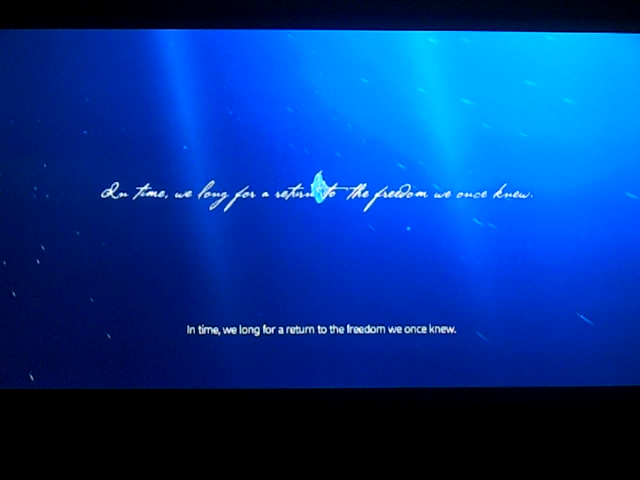 In time, we long for a return to the freedom we once knew.
In time, we long for a return to the freedom we once knew.